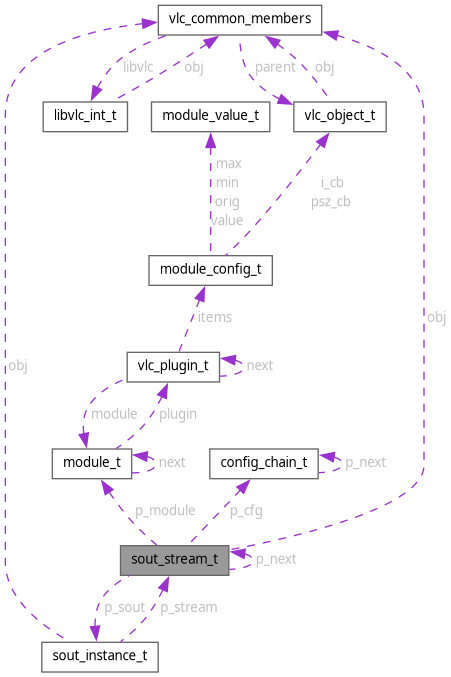 vlc_common_members
libvlc
obj
parent
obj
libvlc_int_t
module_value_t
vlc_object_t
max
min
orig
value
i_cb
psz_cb
module_config_t
items
obj
obj
vlc_plugin_t
next
module
plugin
module_t
next
config_chain_t
p_next
p_module
p_cfg
sout_stream_t
p_next
p_sout
p_stream
sout_instance_t